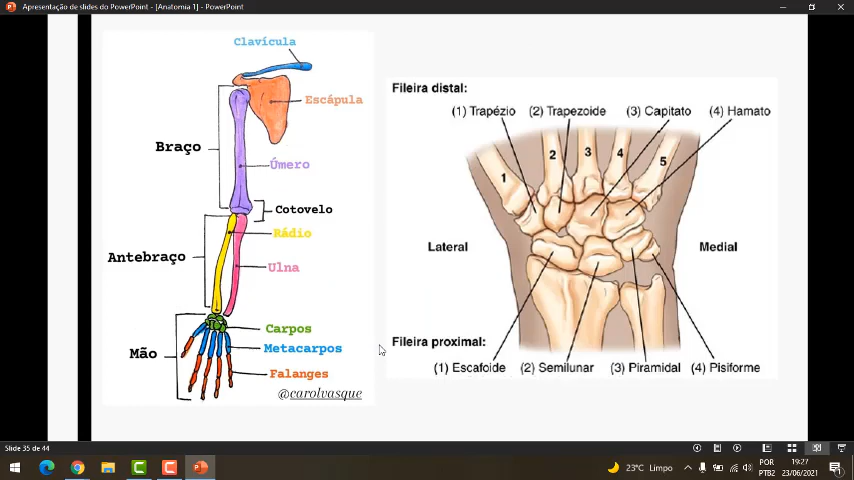 Apresentação de slides do PowerPoint - [Anatomia 1] - PowerPoint
Clavícula
Escápula
Braço
Úmero
Cotovelo
Rádio
Antebraço
Ulna
Carpos
Metacarpos
Mão
Falanges
@carolvasque
Fileira distal:
(1) Trapézio (2) Trapezoide (3) Capitato (4) Hamato
1 2 3 4 5
Lateral
Medial
Fileira proximal:
(1) Escafoide (2) Semilunar (3) Piramidal (4) Pisiforme
Slide 35 de 44
23°C Limpo
POR
PTB2
19:27
23/06/2021